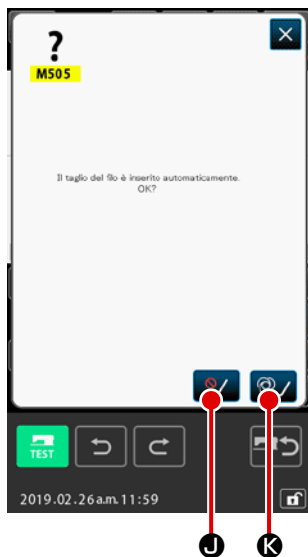 ?
M505
Il taglio del filo è inserito automaticamente.
OK?
TEST
2019.02.26 a.m. 11:59
J K